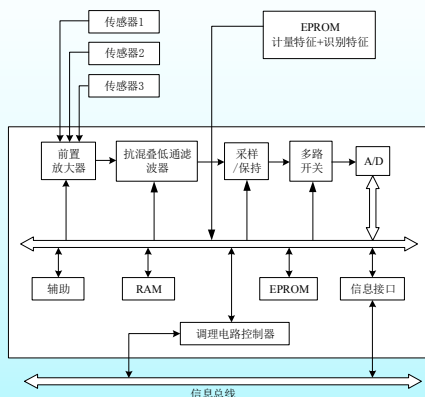 传感器1
传感器2
传感器3
EPROM
计量特征+识别特征
前置
放大器
抗混叠低通滤
波器
采样
/保持
多路
开关
A/D
辅助
RAM
EPROM
信息接口
调理电路控制器
信息总线